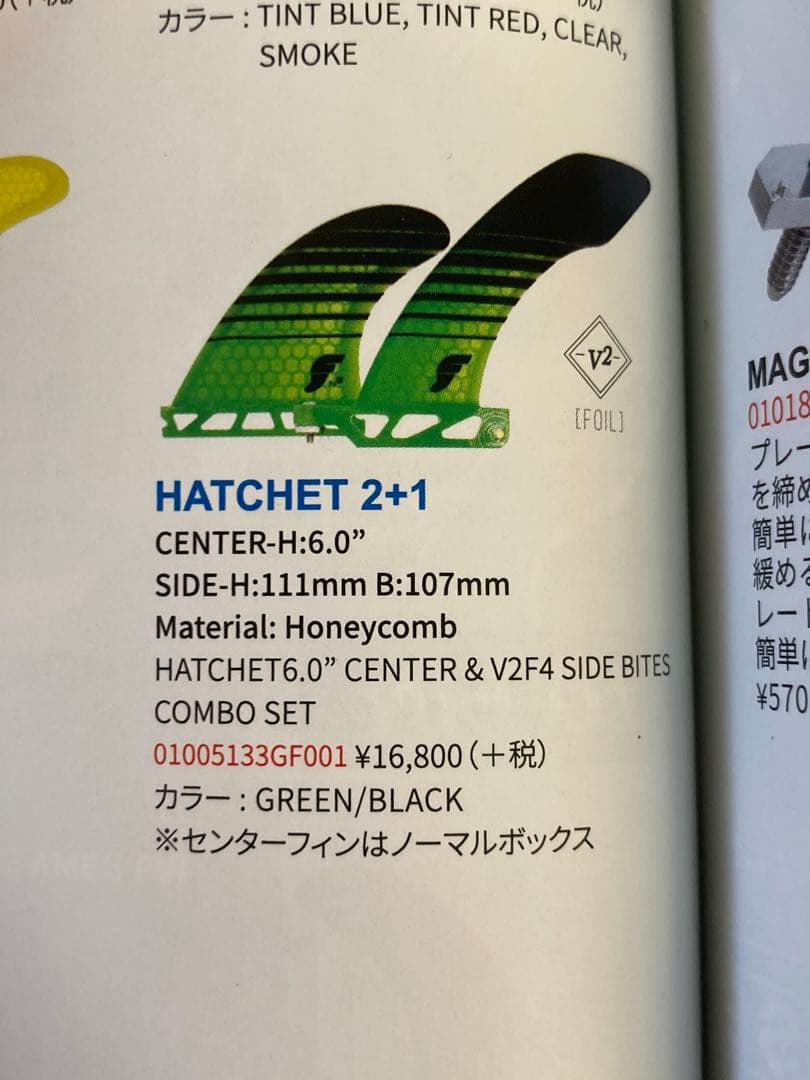 カラー : TINT BLUE, TINT RED, CLEAR,
SMOKE
V2
[FOIL]
HATCHET 2+1
CENTER-H:6.0”
SIDE-H:111mm B:107mm
Material: Honeycomb
HATCHET6.0” CENTER & V2F4 SIDE BITES
COMBO SET
01005133GF001 ¥16,800（＋税）
カラー : GREEN/BLACK
※センターフィンはノーマルボックス
MAG
01018
プレー
を締め
簡単に
緩める
レート
簡単に
¥570